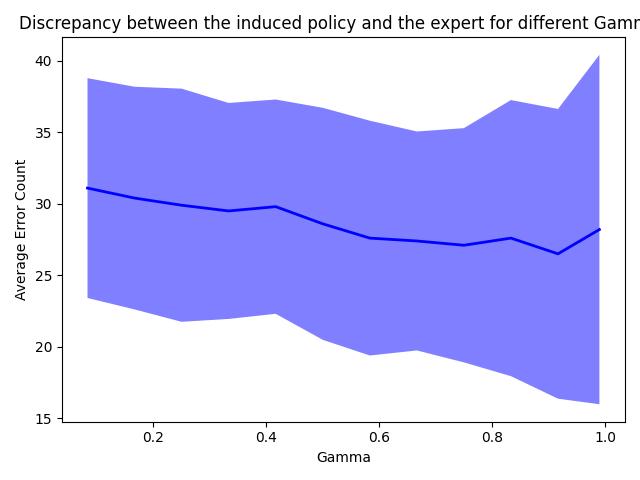 Discrepancy between the induced policy and the expert for different Gamm
40
35
30
25
20
15
Average Error Count
0.2 0.4 0.6 0.8 1.0
Gamma